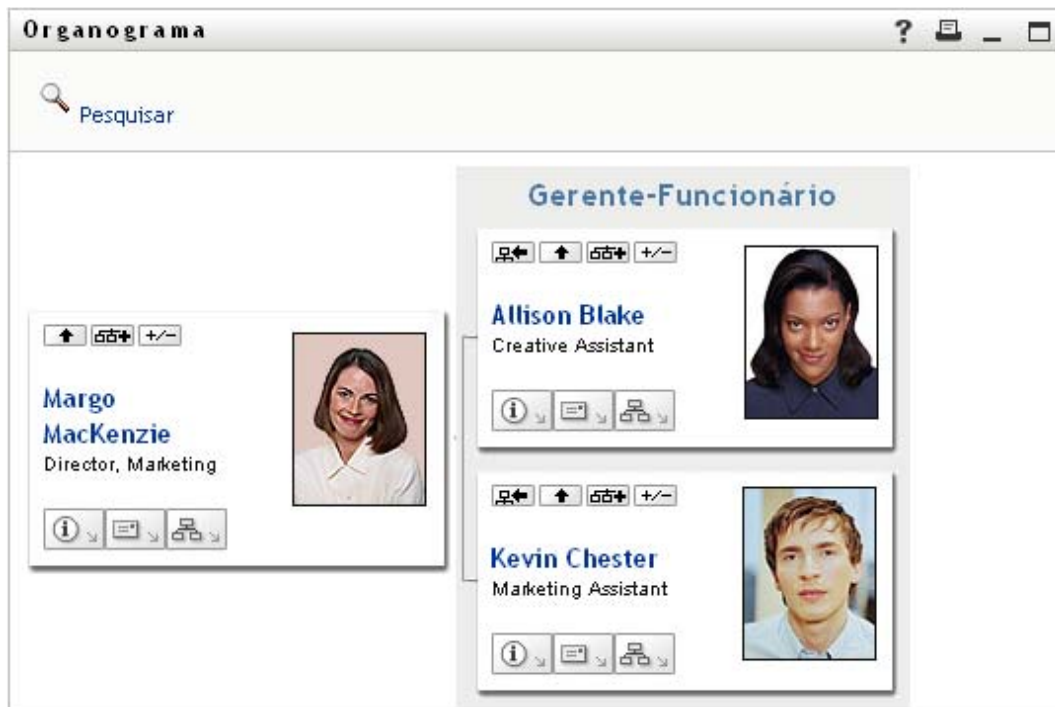 Organograma
Pesquisar
Gerente-Funcionário
Margo
MacKenzie
Director, Marketing
Allison Blake
Creative Assistant
Kevin Chester
Marketing Assistant